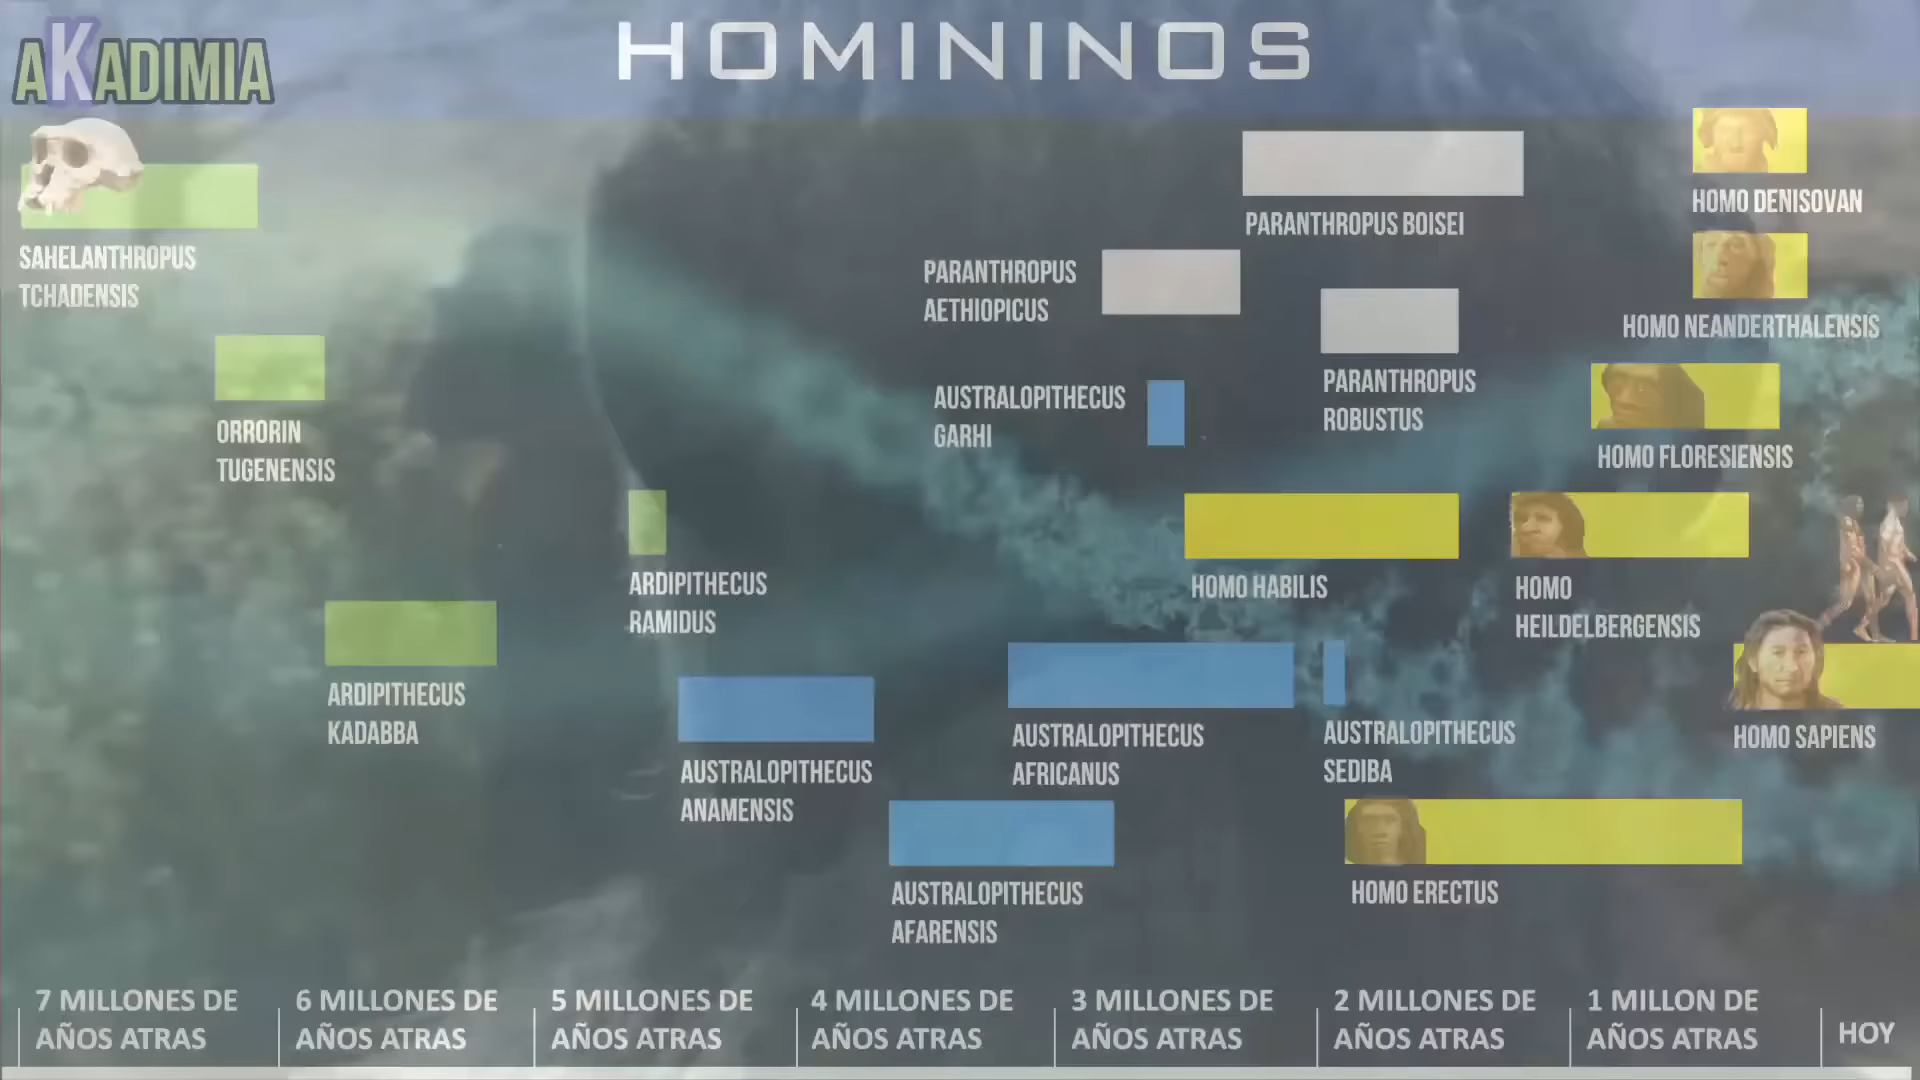 AKADIMIA
HOMININOS
SAHELANTHROPUS
TCHADENSIS
ORRORIN
TUGENENSIS
ARDIPITHECUS
KADABBA
ARDIPITHECUS
RAMIDUS
AUSTRALOPITHECUS
ANAMENSIS
AUSTRALOPITHECUS
AFARENSIS
PARANTHROPUS BOISEI
PARANTHROPUS
AETHIOPICUS
AUSTRALOPITHECUS
GARHI
PARANTHROPUS
ROBUSTUS
HOMO HABILIS
AUSTRALOPITHECUS
AFRICANUS
AUSTRALOPITHECUS
SEDIBA
HOMO ERECTUS
HOMO DENISOVAN
HOMO NEANDERTHALENSIS
HOMO FLORESIENSIS
HOMO
HEILDELBERGENSIS
HOMO SAPIENS
7 MILLONES DE
AÑOS ATRAS
6 MILLONES DE
AÑOS ATRAS
5 MILLONES DE
AÑOS ATRAS
4 MILLONES DE
AÑOS ATRAS
3 MILLONES DE
AÑOS ATRAS
2 MILLONES DE
AÑOS ATRAS
1 MILLON DE
AÑOS ATRAS
HOY